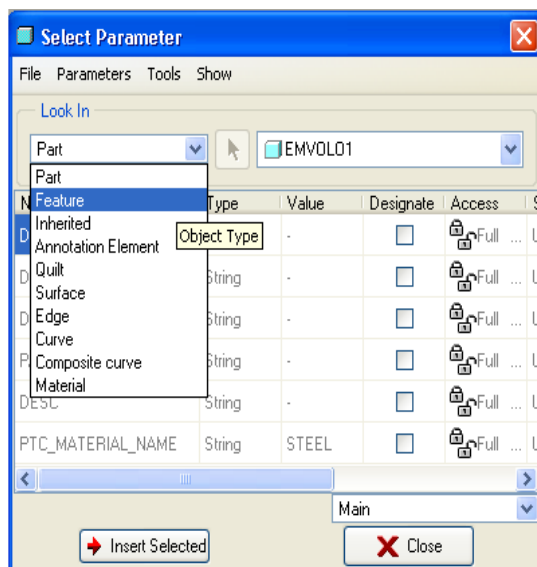 Select Parameter
File Parameters Tools Show
Look In
Part
EMVOLO1
Part
Feature
Inherited
Annotation Element
Quilt
Surface
Edge
Curve
Composite curve
Material
Object Type
N Type Value Designate Access S
D - Full ... U
D String - Full ... U
D String - Full ... U
P String - Full ... U
DESC String - Full ... U
PTC_MATERIAL_NAME String STEEL Full ... U
Main
Insert Selected
Close